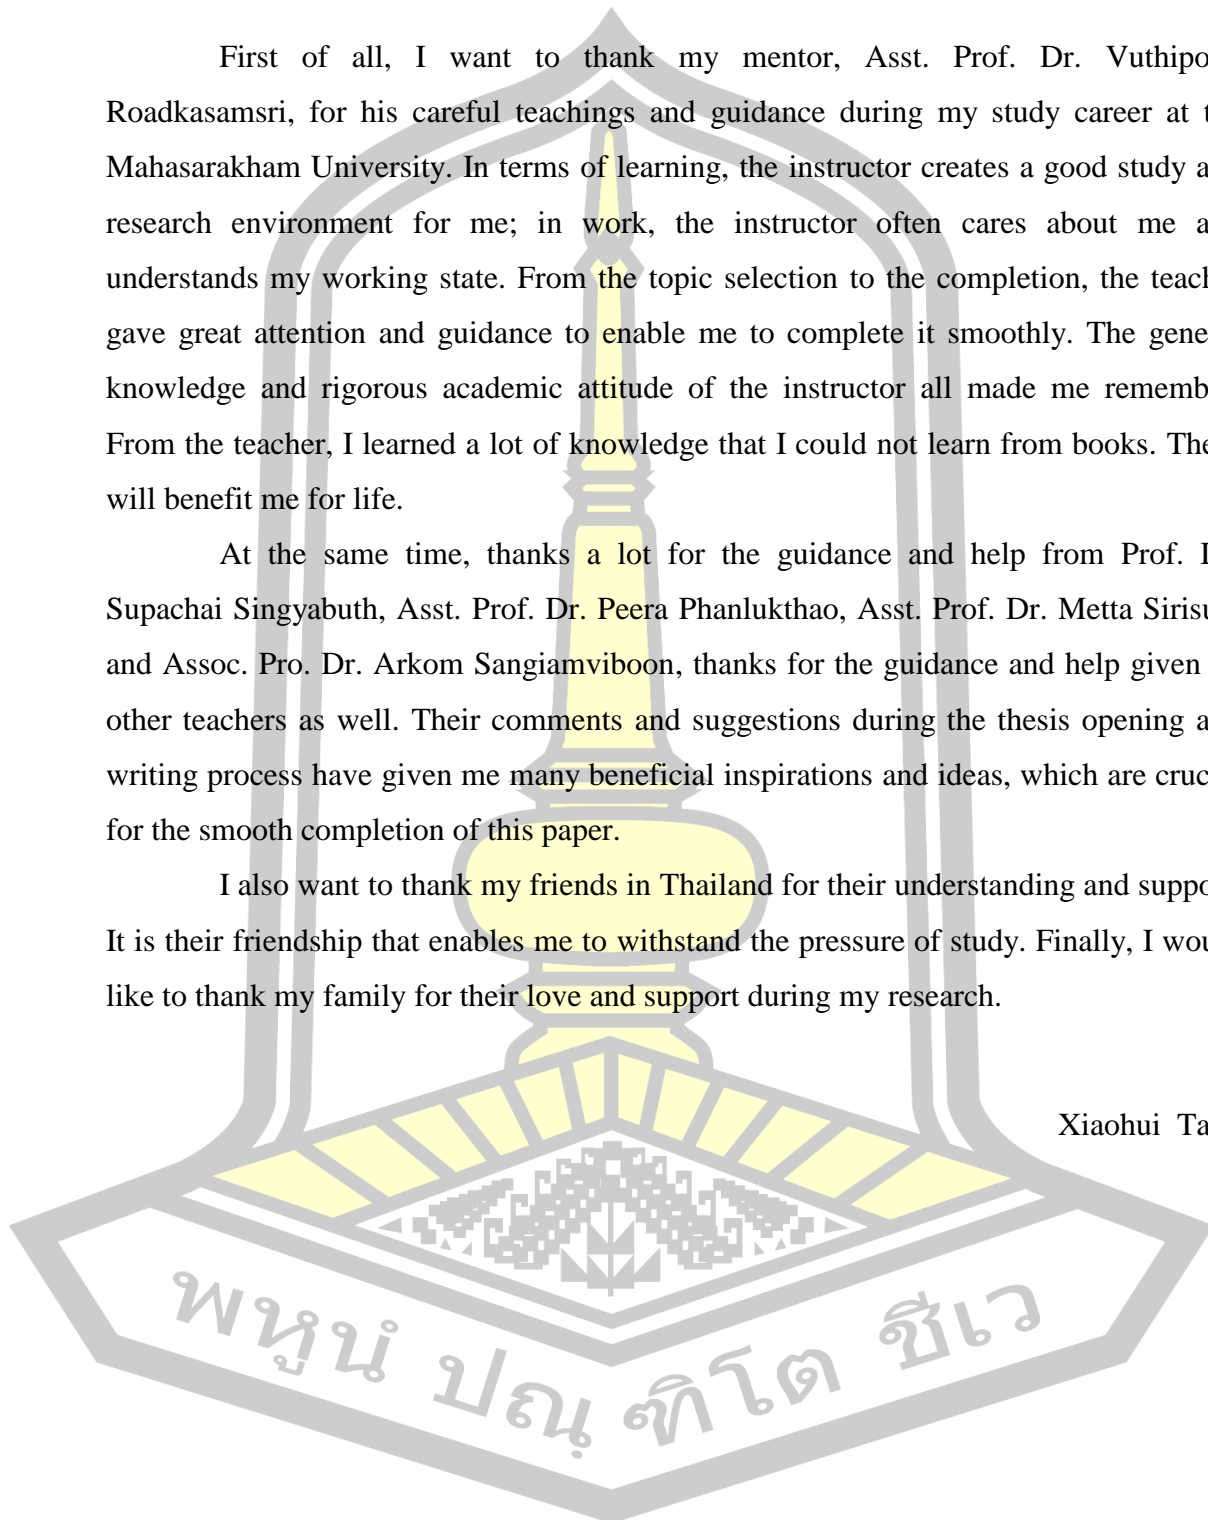 First of all, I want to thank my mentor, Asst. Prof. Dr. Vuthipo
Roadkasamsri, for his careful teachings and guidance during my study career at t
Mahasarakham University. In terms of learning, the instructor creates a good study a
research environment for me; in work, the instructor often cares about me a
understands my working state. From the topic selection to the completion, the teach
gave great attention and guidance to enable me to complete it smoothly. The gene
knowledge and rigorous academic attitude of the instructor all made me rememb
From the teacher, I learned a lot of knowledge that I could not learn from books. The
will benefit me for life.
At the same time, thanks a lot for the guidance and help from Prof.
Supachai Singyabuth, Asst. Prof. Dr. Peera Phanlukthao, Asst. Prof. Dr. Metta Sirisu
and Assoc. Pro. Dr. Arkom Sangiamviboon, thanks for the guidance and help given
other teachers as well. Their comments and suggestions during the thesis opening a
writing process have given me many beneficial inspirations and ideas, which are cruc
for the smooth completion of this paper.
I also want to thank my friends in Thailand for their understanding and suppo
It is their friendship that enables me to withstand the pressure of study. Finally, I wou
like to thank my family for their love and support during my research.
Xiaohui Ta
พหูนํ ปณฺ ฑิโต ชีเว